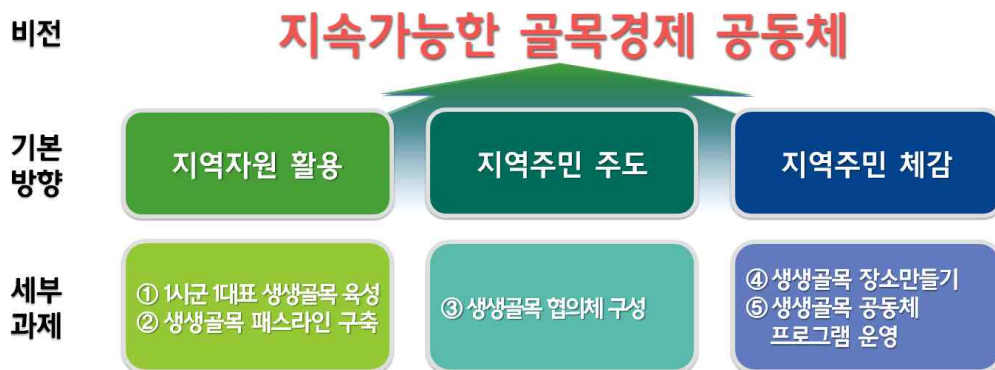 비전
지속가능한 골목경제 공동체
기본
방향
지역자원 활용
지역주민 주도
지역주민 체감
세부
과제
① 1시군 1대표 생생골목 육성
② 생생골목 패스라인 구축
③ 생생골목 협의체 구성
④ 생생골목 장소만들기
⑤ 생생골목 공동체
프로그램 운영